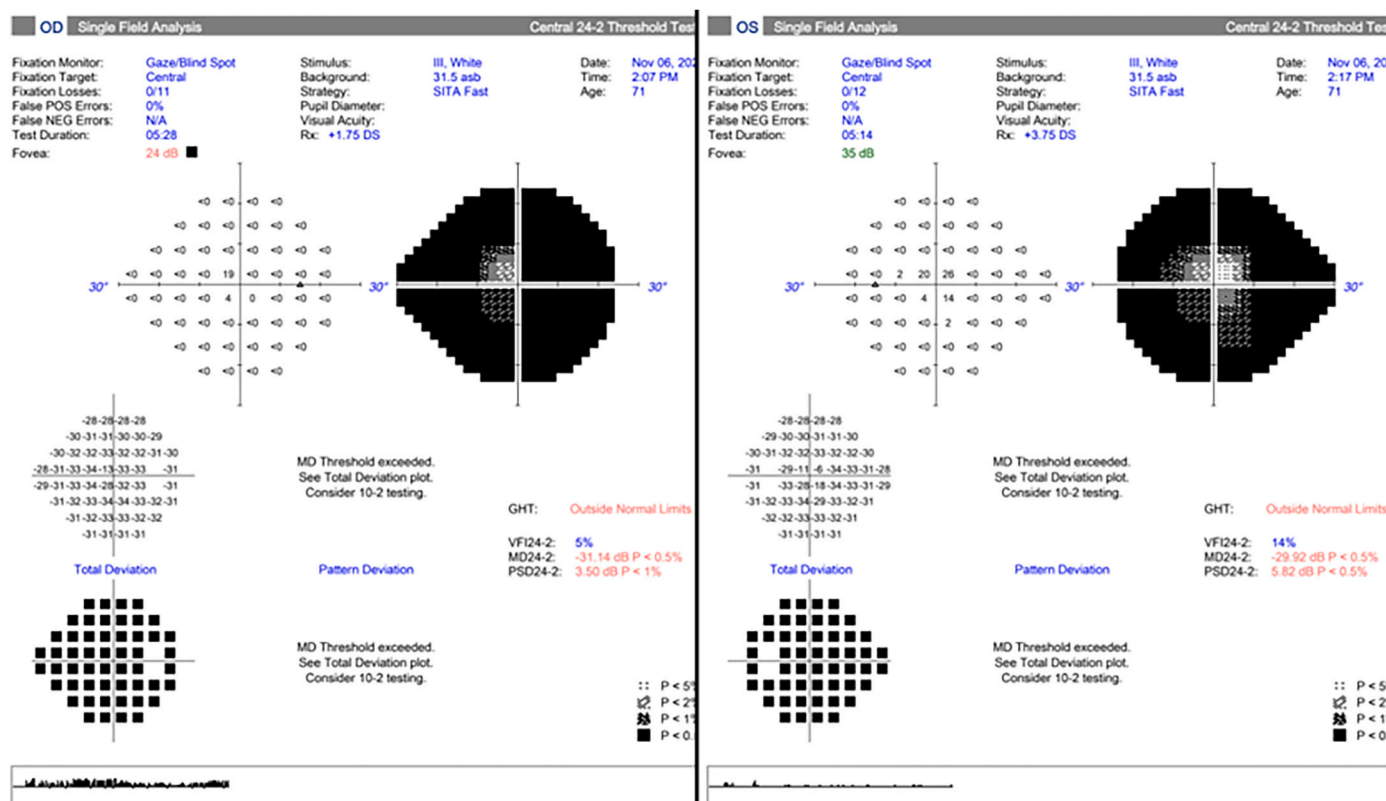 OD Single Field Analysis Central 24-2 Threshold Tes
Fixation Monitor: Gaze/Blind Spot Stimulus: III, White Date: Nov 06, 202
Fixation Target: Central Background: 31.5 asb Time: 2:07 PM
Fixation Losses: 0/11 Strategy: SITA Fast Age: 71
False POS Errors: 0% Pupil Diameter:
False NEG Errors: N/A Visual Acuity:
Test Duration: 05:28 Rx: +1.75 DS
Fovea: 24 dB
<0 <0 <0 <0
<0 <0 <0 <0 <0 <0
<0 <0 <0 <0 <0 <0 <0 <0
<0 <0 <0 <0 19 <0 <0 <0 <0
30° 30° 30°
<0 <0 <0 <0 4 0 <0 <0 <0
<0 <0 <0 <0 <0 <0 <0 <0
<0 <0 <0 <0 <0 <0
<0 <0 <0 <0
-28 -28 -28 -28
-30 -31 -31 -30 -30 -29
-30 -32 -32 -33 -32 -32 -31 -30
-28 -31 -33 -34 -13 -33 -33 -31
-29 -31 -33 -34 -28 -32 -33 -31
-31 -32 -33 -34 -34 -33 -32 -31
-31 -32 -33 -33 -32 -32
-31 -31 -31 -31
MD Threshold exceeded.
See Total Deviation plot.
Consider 10-2 testing.
GHT: Outside Normal Limits
VFI24-2: 5%
MD24-2: -31.14 dB P < 0.5%
PSD24-2: 3.50 dB P < 1%
Total Deviation Pattern Deviation
MD Threshold exceeded.
See Total Deviation plot.
Consider 10-2 testing.
P < 5%
P < 2%
P < 1%
P < 0.
OS Single Field Analysis Central 24-2 Threshold Tes
Fixation Monitor: Gaze/Blind Spot Stimulus: III, White Date: Nov 06, 20
Fixation Target: Central Background: 31.5 asb Time: 2:17 PM
Fixation Losses: 0/12 Strategy: SITA Fast Age: 71
False POS Errors: 0% Pupil Diameter:
False NEG Errors: N/A Visual Acuity:
Test Duration: 05:14 Rx: +3.75 DS
Fovea: 35 dB
<0 <0 <0 <0
<0 <0 <0 <0 <0 <0
<0 <0 <0 <0 <0 <0 <0 <0
<0 <0 2 20 26 <0 <0 <0 <0
30° 30° 30°
<0 <0 <0 4 14 <0 <0 <0 <0
<0 <0 <0 <0 2 <0 <0 <0
<0 <0 <0 <0 <0 <0
<0 <0 <0 <0
-28 -28 -28 -28
-29 -30 -30 -31 -31 -30
-30 -31 -32 -32 -33 -32 -32 -30
-31 -29 -11 -6 -34 -33 -31 -28
-31 -33 -28 -18 -34 -33 -31 -29
-31 -32 -33 -34 -29 -33 -32 -31
-32 -32 -33 -33 -32 -31
-31 -31 -31 -31
MD Threshold exceeded.
See Total Deviation plot.
Consider 10-2 testing.
GHT: Outside Normal Limits
VFI24-2: 14%
MD24-2: -29.92 dB P < 0.5%
PSD24-2: 5.82 dB P < 0.5%
Total Deviation Pattern Deviation
MD Threshold exceeded.
See Total Deviation plot.
Consider 10-2 testing.
P < 5
P < 2
P < 1
P < 0